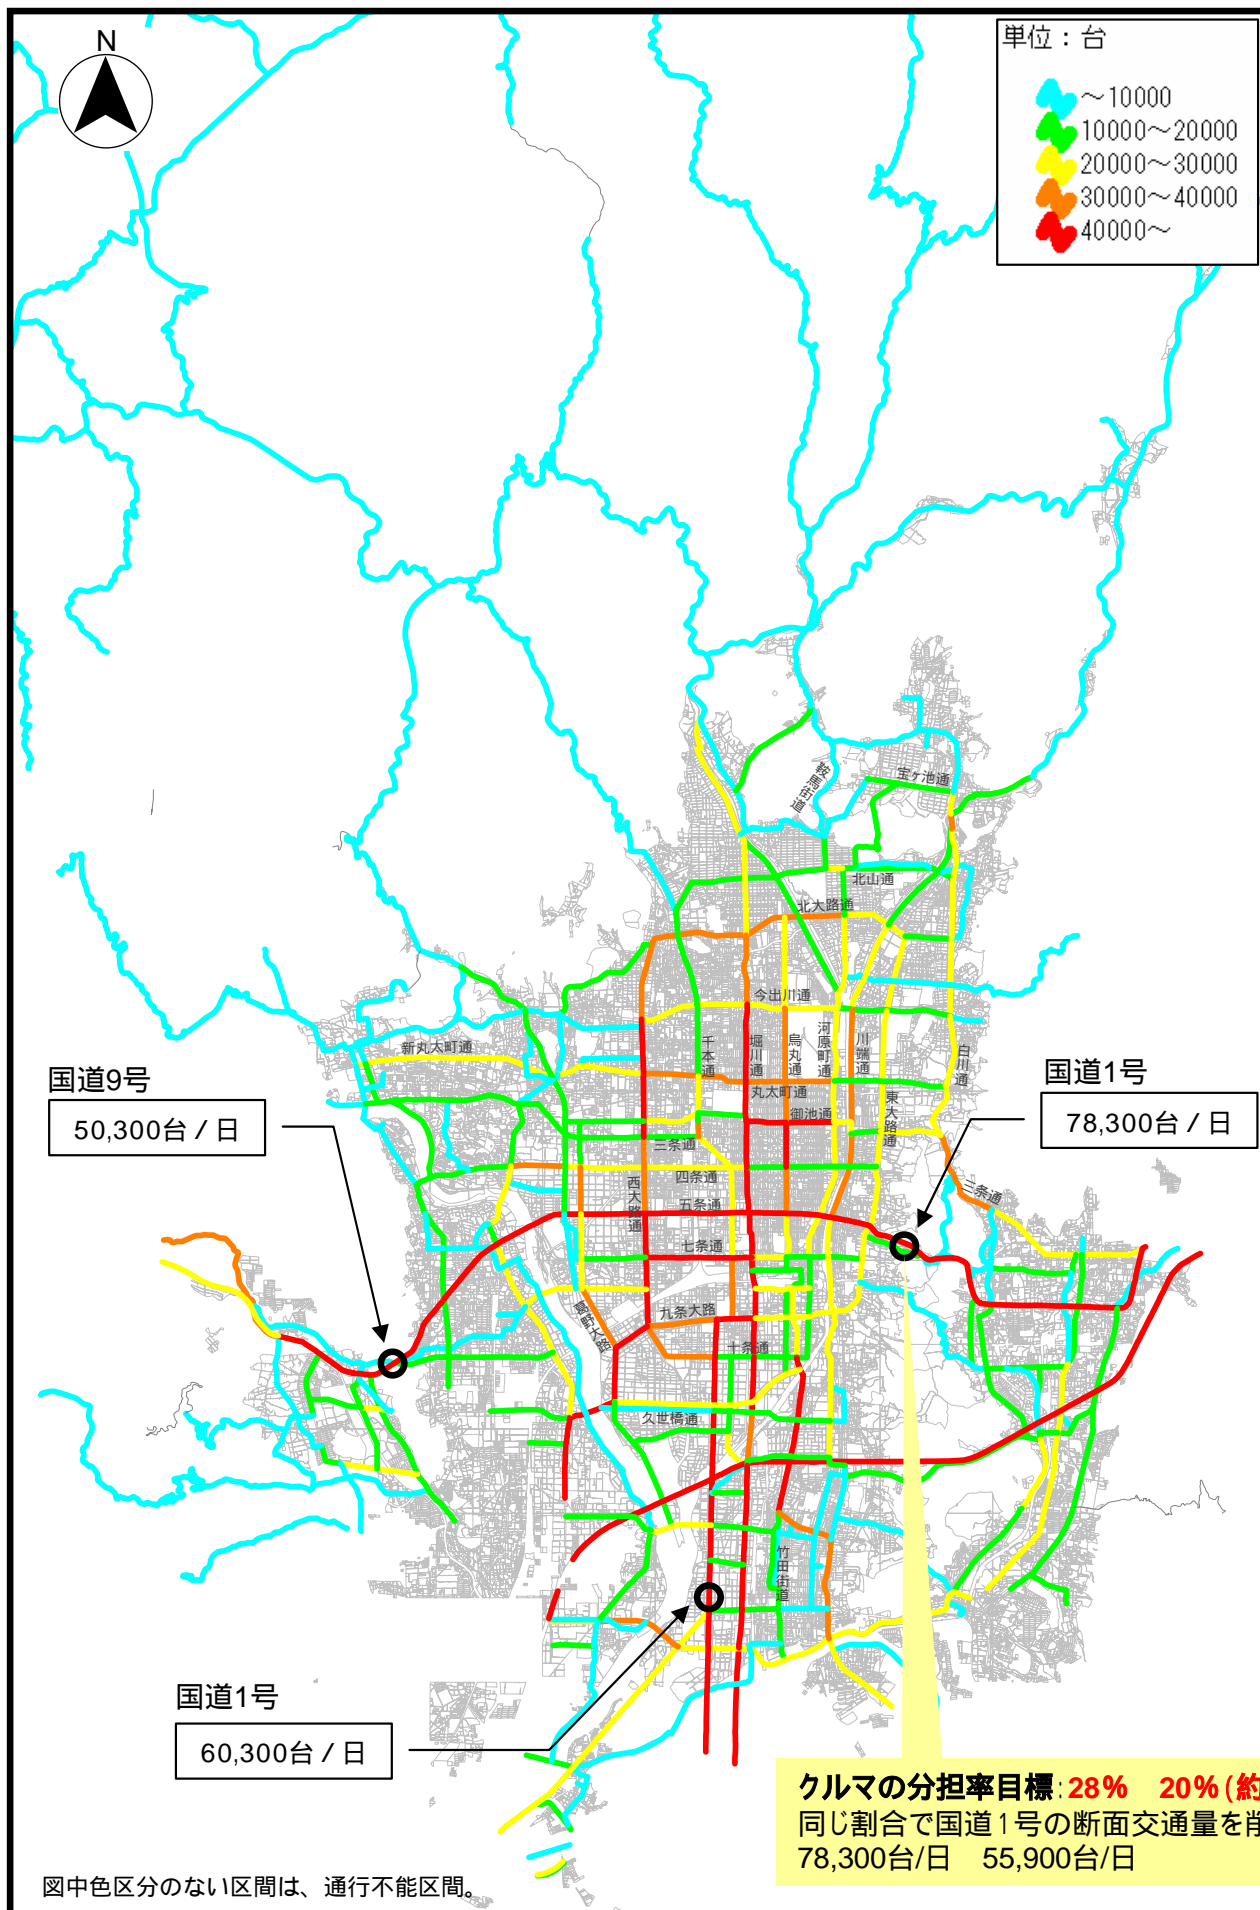 N
単位：台
～10000
10000～20000
20000～30000
30000～40000
40000～
鞍馬街道
宝ヶ池通
北山通
北大路通
今出川通
新丸太町通
千本通
堀川通
烏丸通
河原町通
川端通
白川通
国道9号
50,300台 / 日
国道1号
78,300台 / 日
丸太町通
御池通
東大路通
三条通
四条通
西大路通
五条通
三条通
七条通
葛野大路
九条大路
十条通
久世橋通
竹田街道
国道1号
60,300台 / 日
クルマの分担率目標：28%　20%(約
同じ割合で国道１号の断面交通量を削
78,300台/日　55,900台/日
図中色区分のない区間は、通行不能区間。